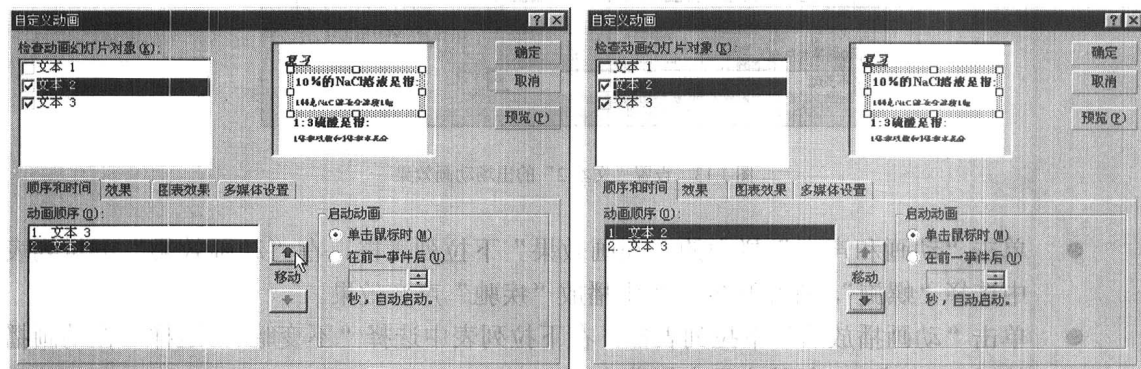 自定义动画
检查动画幻灯片对象(K):
文本 1
文本 2
文本 3
复习
10%的NaCl溶液是指:
1:3硫酸是指:
确定
取消
预览(P)
顺序和时间 效果 图表效果 多媒体设置
动画顺序(O):
1. 文本 3
2. 文本 2
移动
启动动画
单击鼠标时(M)
在前一事件后(U)
秒，自动启动。
自定义动画
检查动画幻灯片对象(K)
文本 1
文本 2
文本 3
复习
10%的NaCl溶液是指:
1:3硫酸是指:
确定
取消
预览(P)
顺序和时间 效果 图表效果 多媒体设置
动画顺序(O):
1. 文本 2
2. 文本 3
移动
启动动画
单击鼠标时(M)
在前一事件后(U)
秒，自动启动。